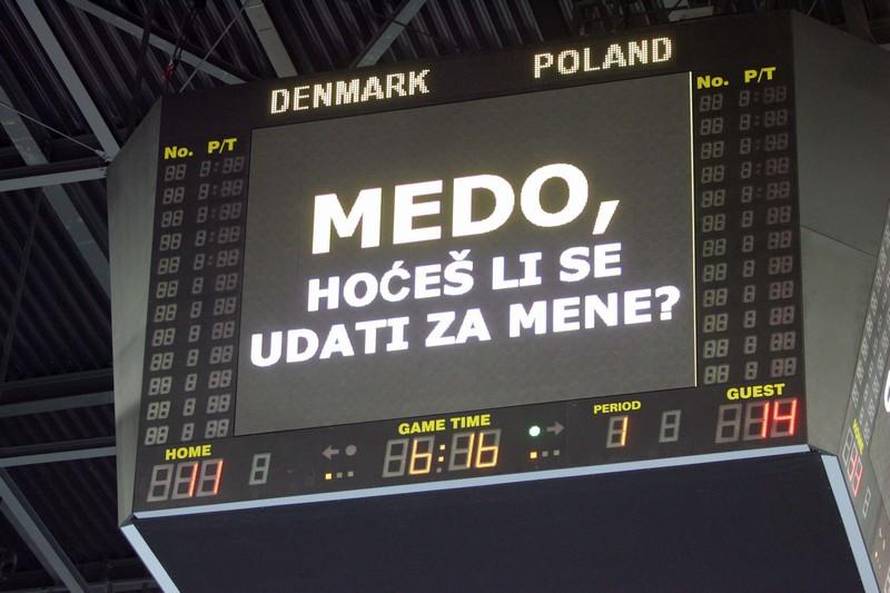 DENMARK POLAND
No. P/T
No. P/T
MEDO,
HOĆEŠ LI SE
UDATI ZA MENE?
HOME
11
GAME TIME
6:16
PERIOD
1
GUEST
14